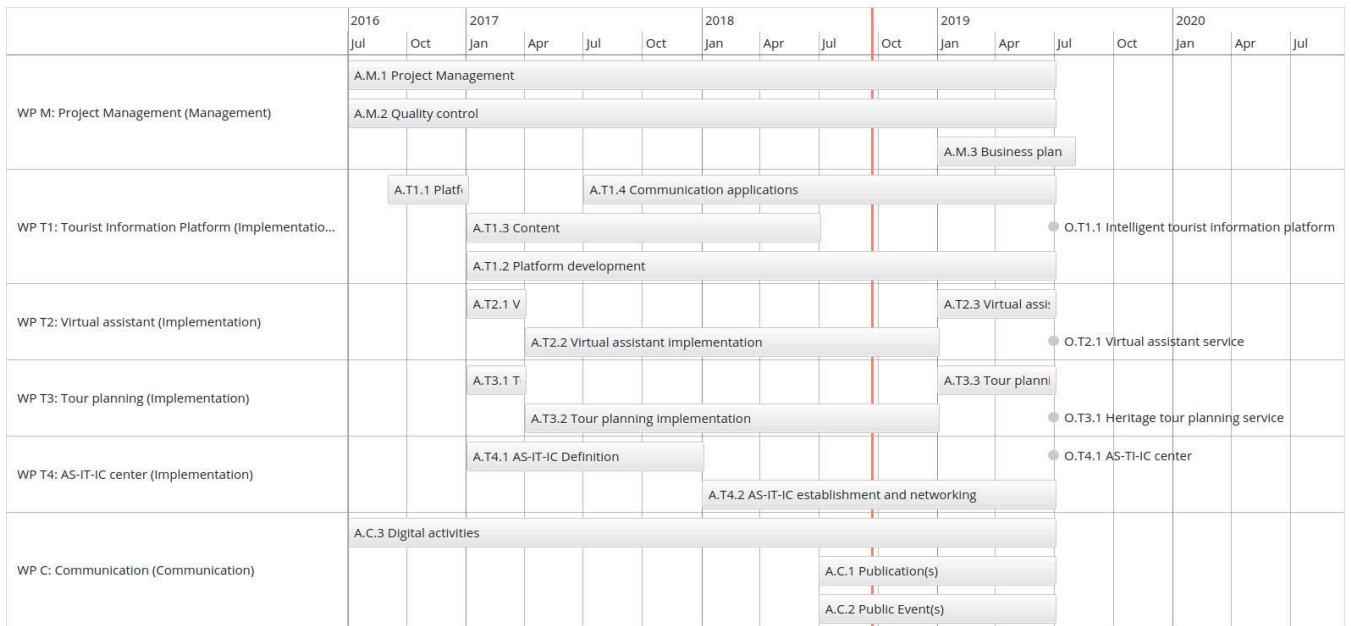 2016 2017 2018 2019 2020
Jul Oct Jan Apr Jul Oct Jan Apr Jul Oct Jan Apr Jul Oct Jan Apr Jul
WP M: Project Management (Management)
A.M.1 Project Management
A.M.2 Quality control
A.M.3 Business plan
WP T1: Tourist Information Platform (Implementatio...
A.T1.1 Platf
A.T1.4 Communication applications
A.T1.3 Content
O.T1.1 Intelligent tourist information platform
A.T1.2 Platform development
WP T2: Virtual assistant (Implementation)
A.T2.1 V
A.T2.3 Virtual assis
A.T2.2 Virtual assistant implementation
O.T2.1 Virtual assistant service
WP T3: Tour planning (Implementation)
A.T3.1 T
A.T3.3 Tour planni
A.T3.2 Tour planning implementation
O.T3.1 Heritage tour planning service
WP T4: AS-IT-IC center (Implementation)
A.T4.1 AS-IT-IC Definition
O.T4.1 AS-TI-IC center
A.T4.2 AS-IT-IC establishment and networking
WP C: Communication (Communication)
A.C.3 Digital activities
A.C.1 Publication(s)
A.C.2 Public Event(s)